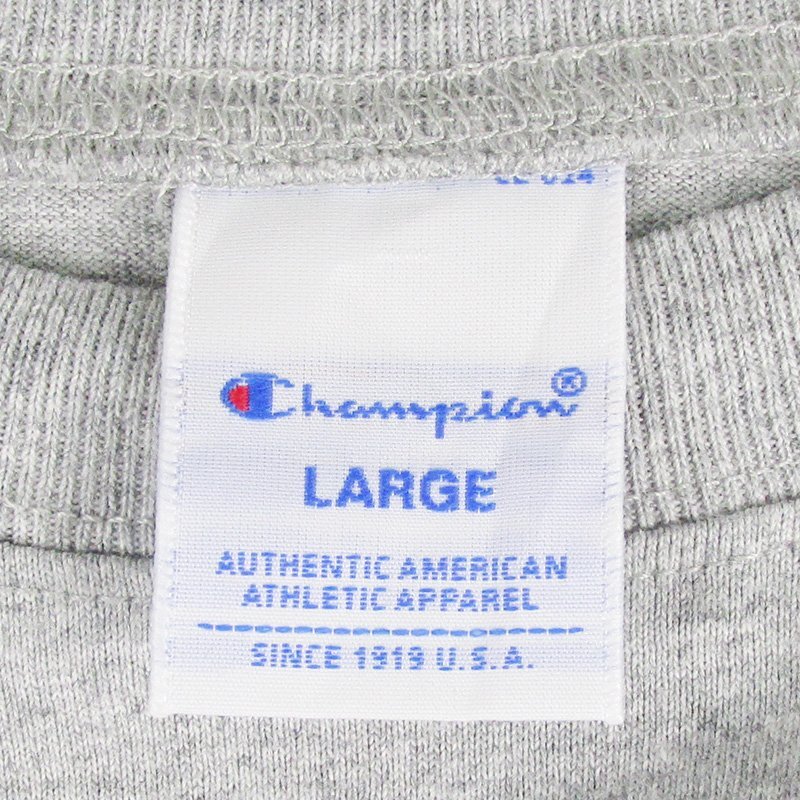 Champion®
LARGE
AUTHENTIC AMERICAN
ATHLETIC APPAREL
SINCE 1919 U.S.A.